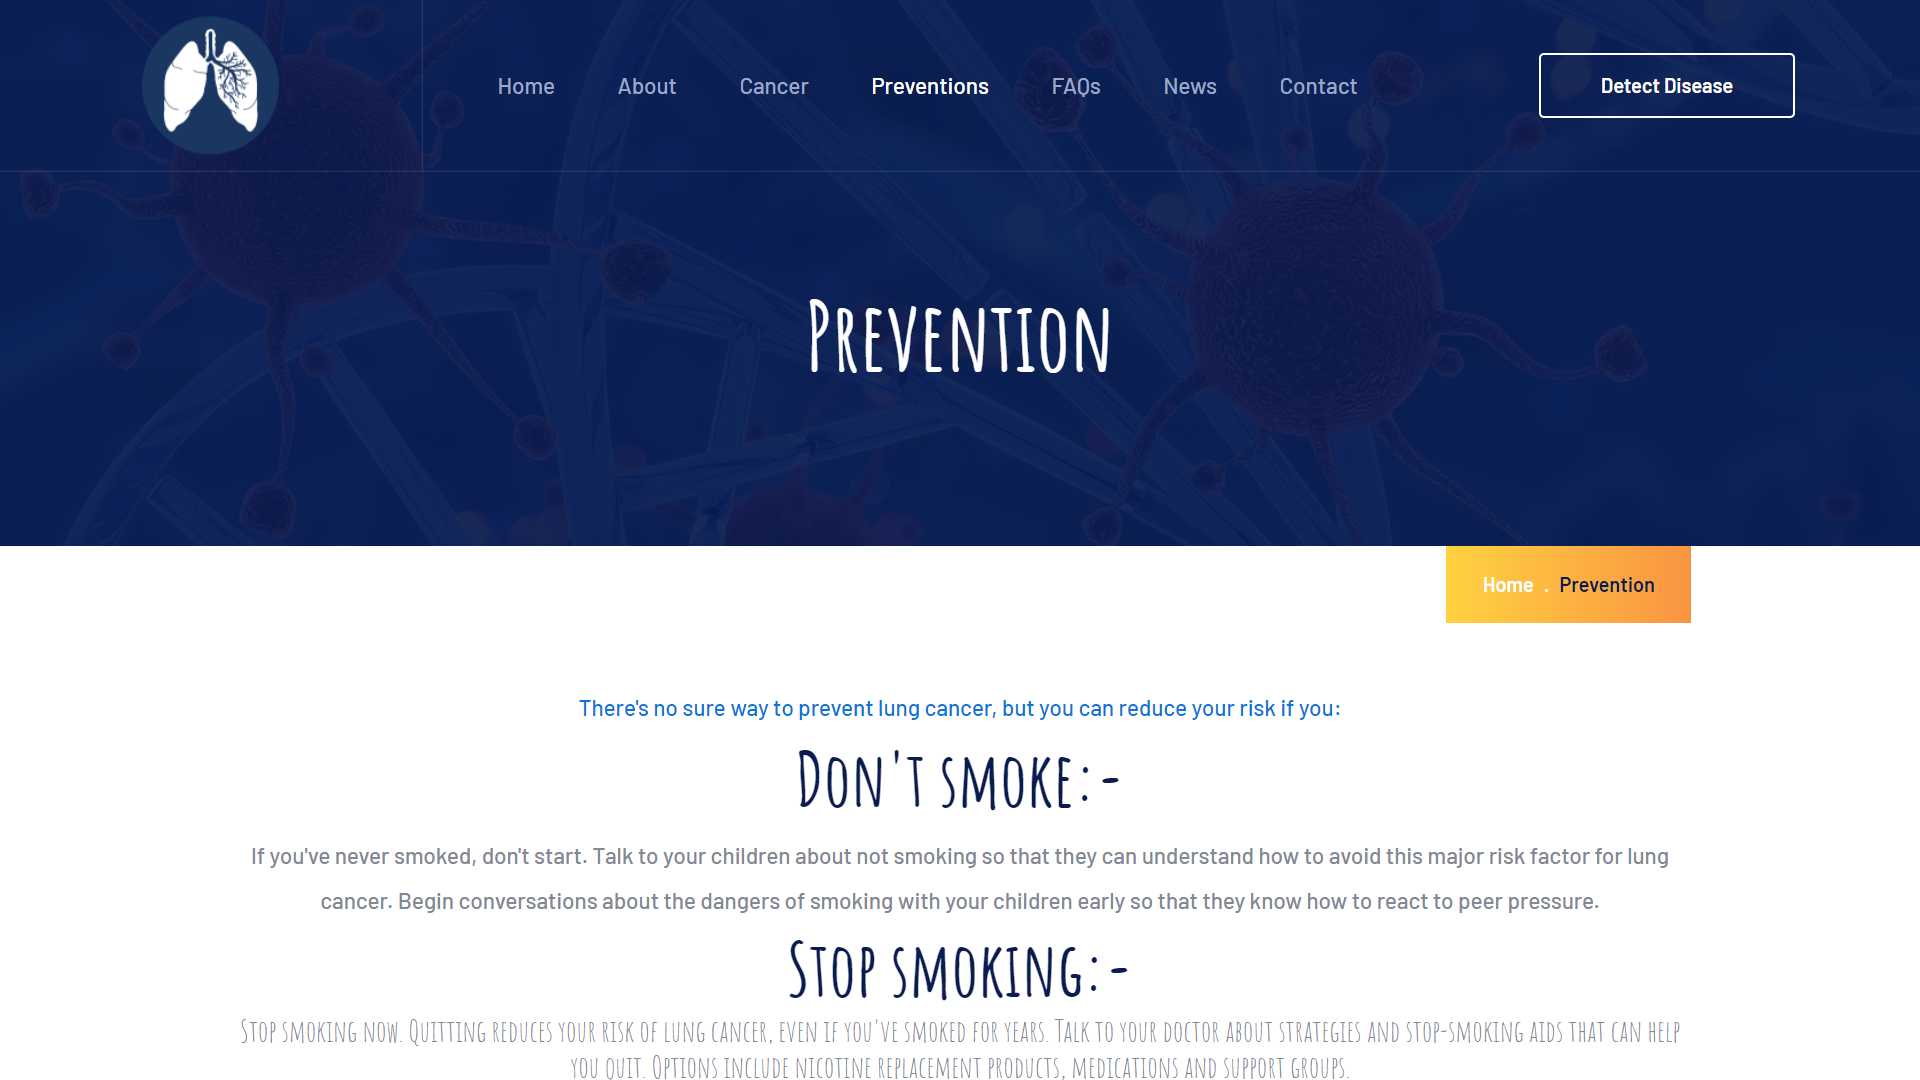 Home About Cancer Preventions FAQs News Contact Detect Disease
Prevention
Home . Prevention
There's no sure way to prevent lung cancer, but you can reduce your risk if you:
Don't smoke:-
If you've never smoked, don't start. Talk to your children about not smoking so that they can understand how to avoid this major risk factor for lung
cancer. Begin conversations about the dangers of smoking with your children early so that they know how to react to peer pressure.
Stop smoking:-
Stop smoking now. Quitting reduces your risk of lung cancer, even if you've smoked for years. Talk to your doctor about strategies and stop-smoking aids that can help
you quit. Options include nicotine replacement products, medications and support groups.